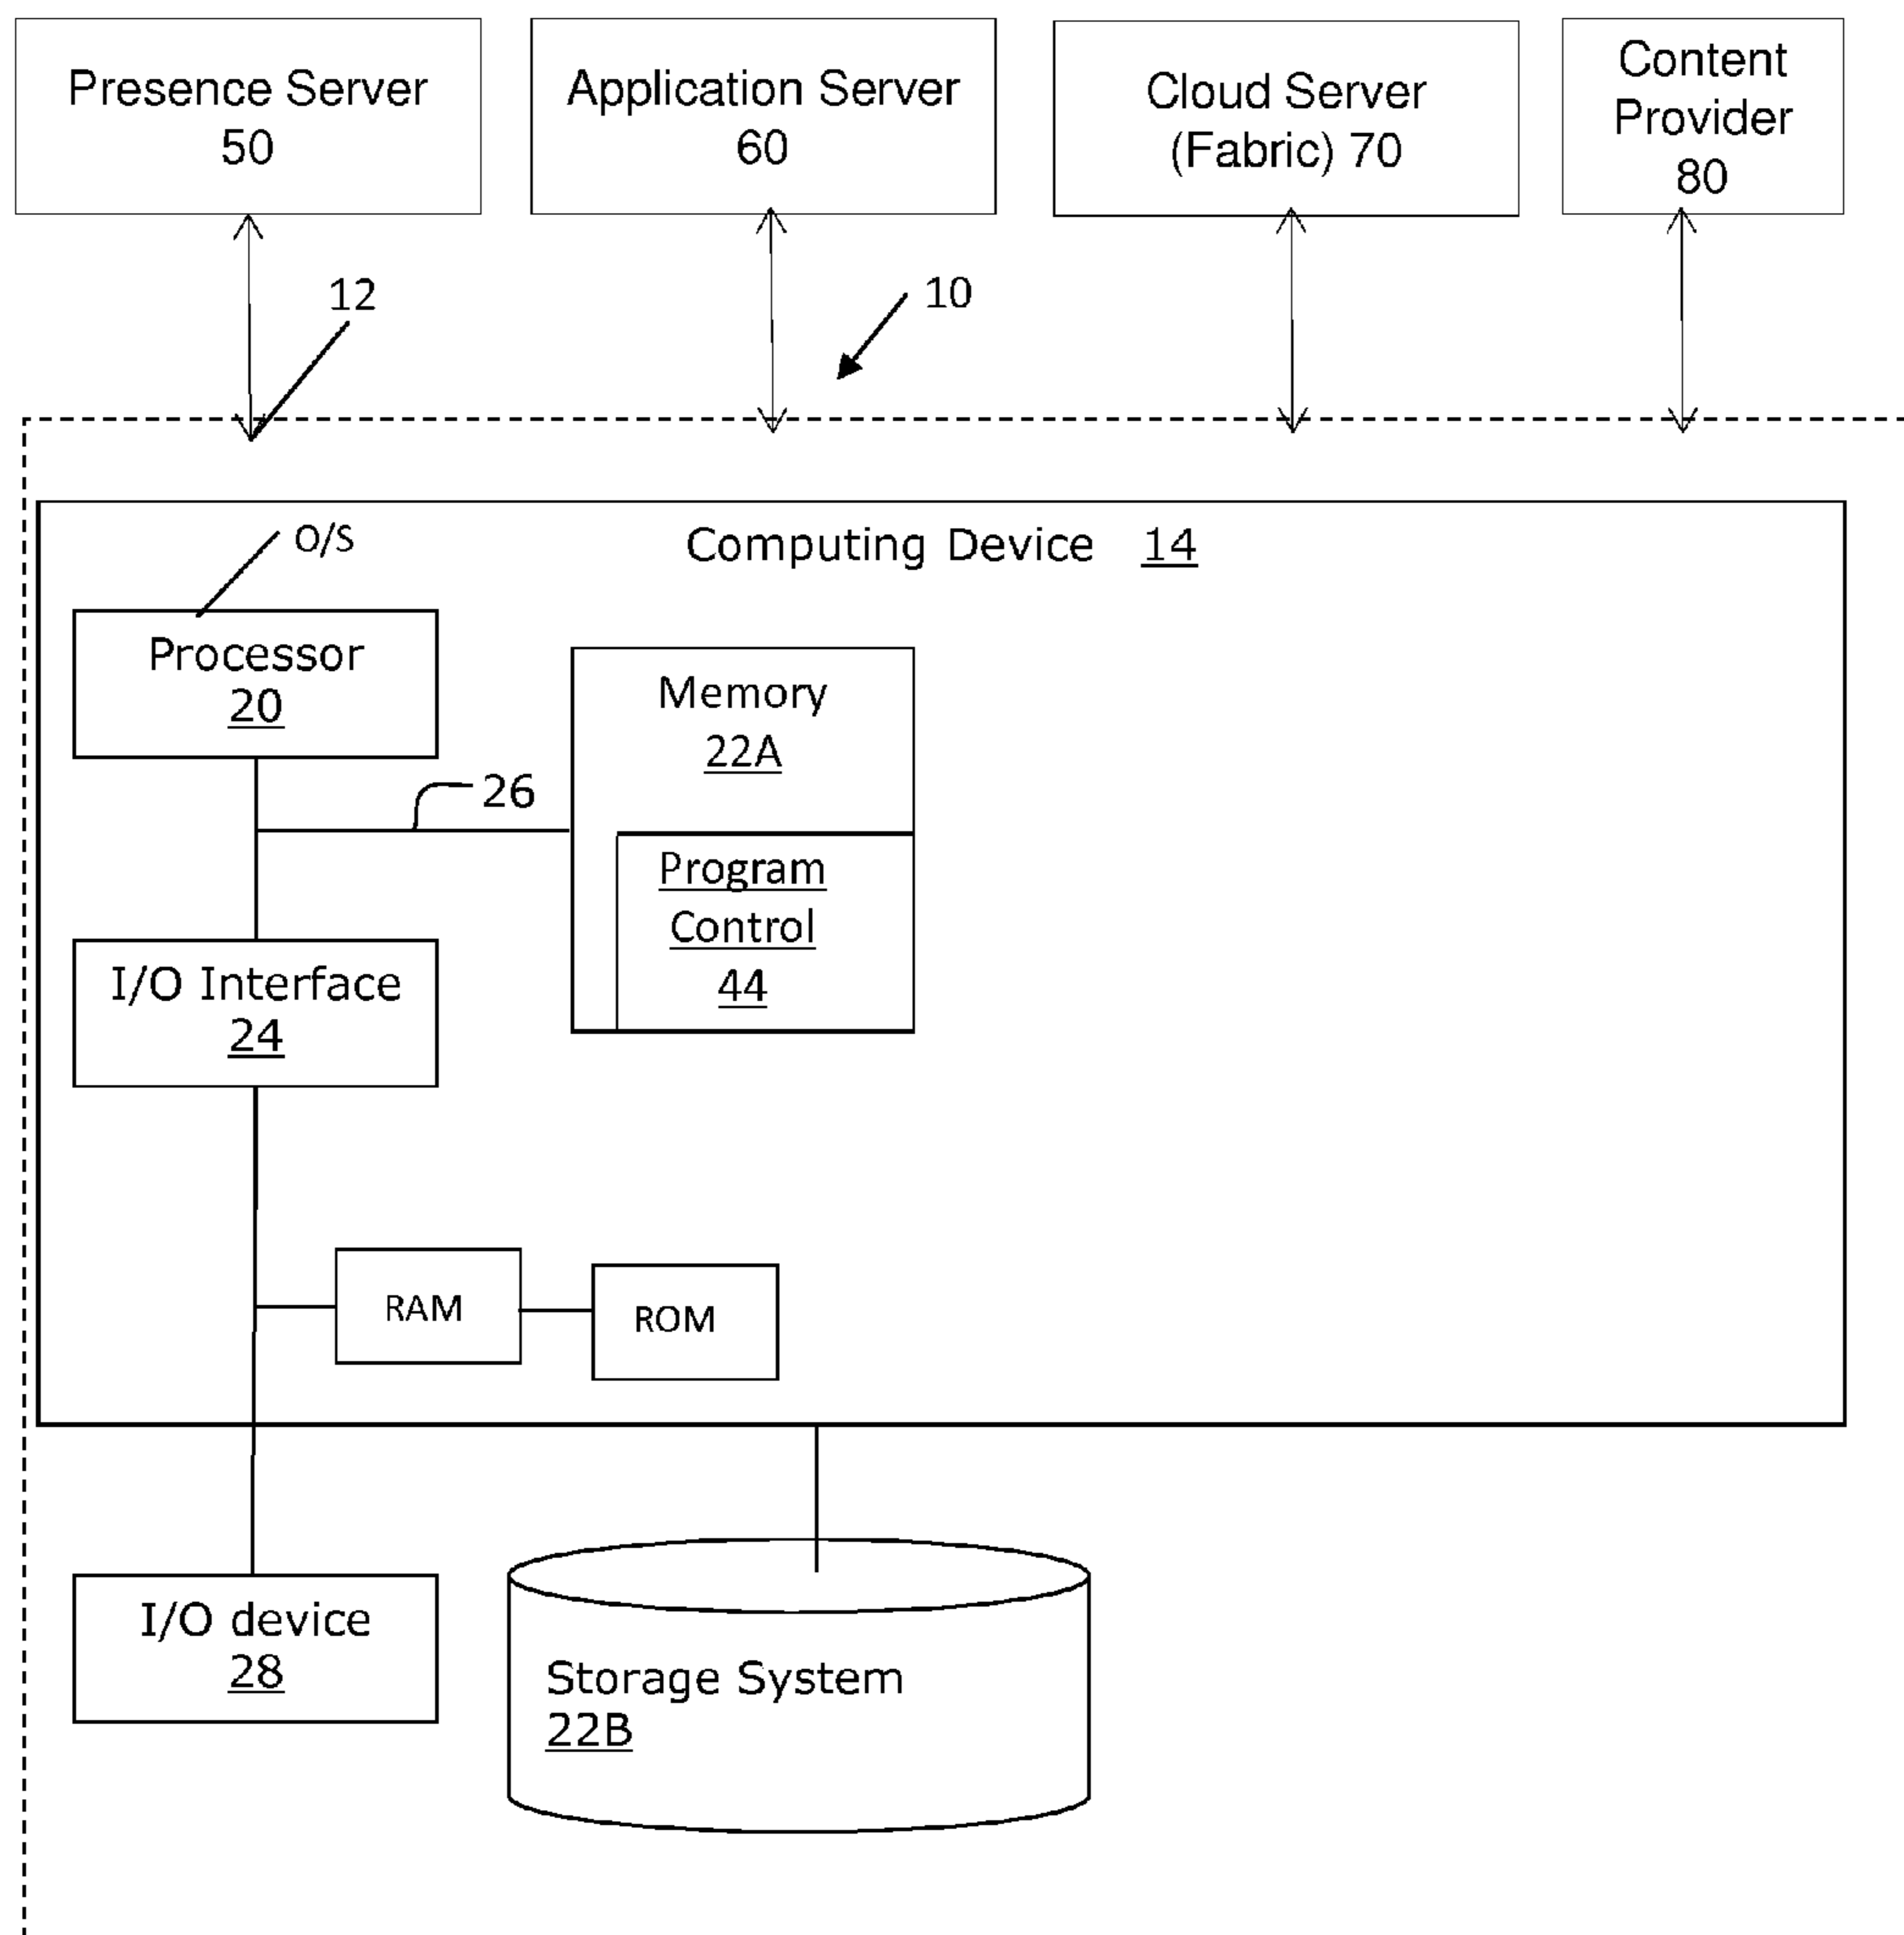 Presence Server
50
Application Server
60
Cloud Server
(Fabric) 70
Content
Provider
80
12
10
O/S
Computing Device 14
Processor
20
Memory
22A
26
Program
Control
44
I/O Interface
24
RAM
ROM
I/O device
28
Storage System
22B